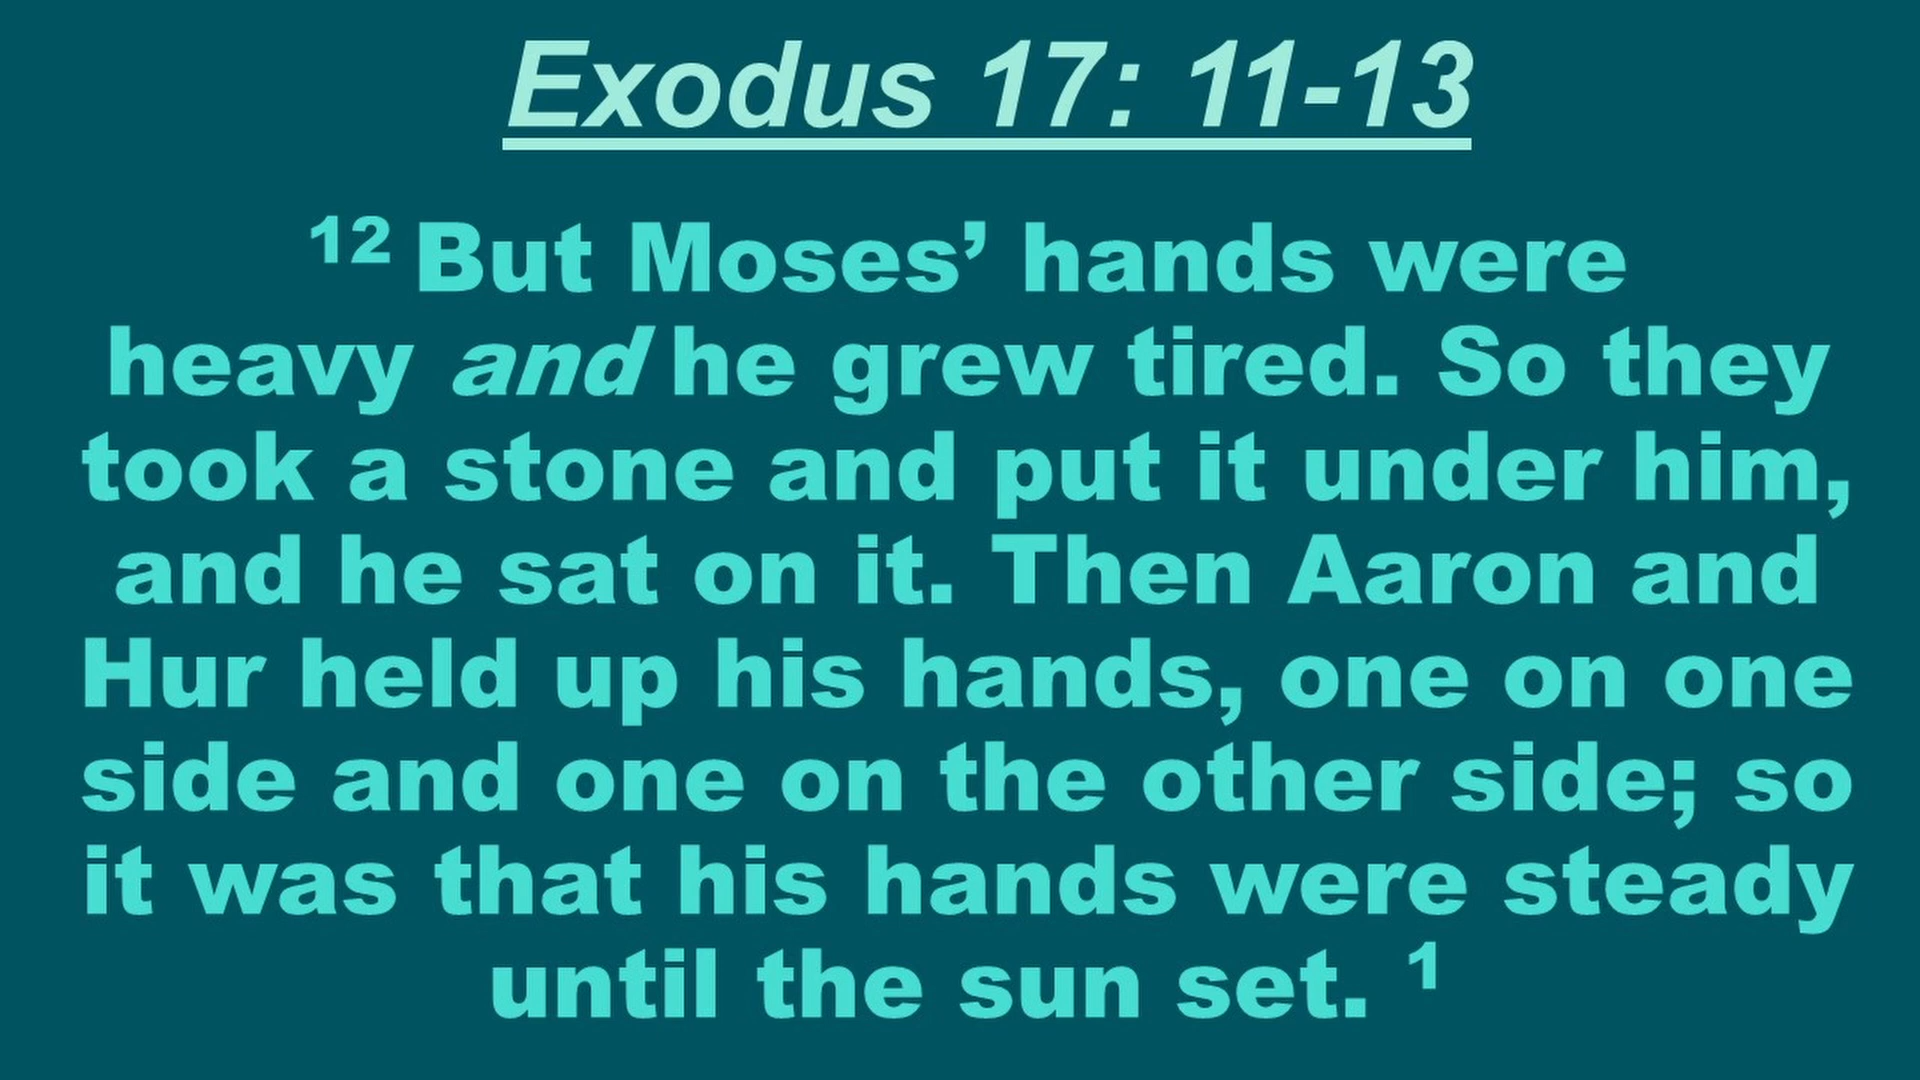 Exodus 17: 11-13
12 But Moses’ hands were
heavy and he grew tired. So they
took a stone and put it under him,
and he sat on it. Then Aaron and
Hur held up his hands, one on one
side and one on the other side; so
it was that his hands were steady
until the sun set. 1